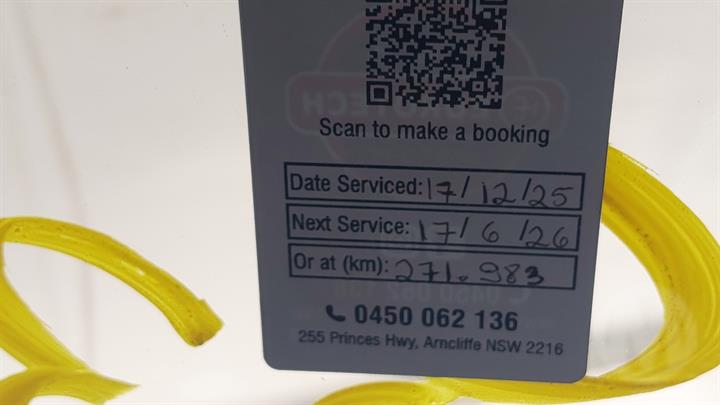 Scan to make a booking
Date Serviced: 17/12/25
Next Service: 17/6/26
Or at (km): 271.983
0450 062 136
255 Princes Hwy, Arncliffe NSW 2216